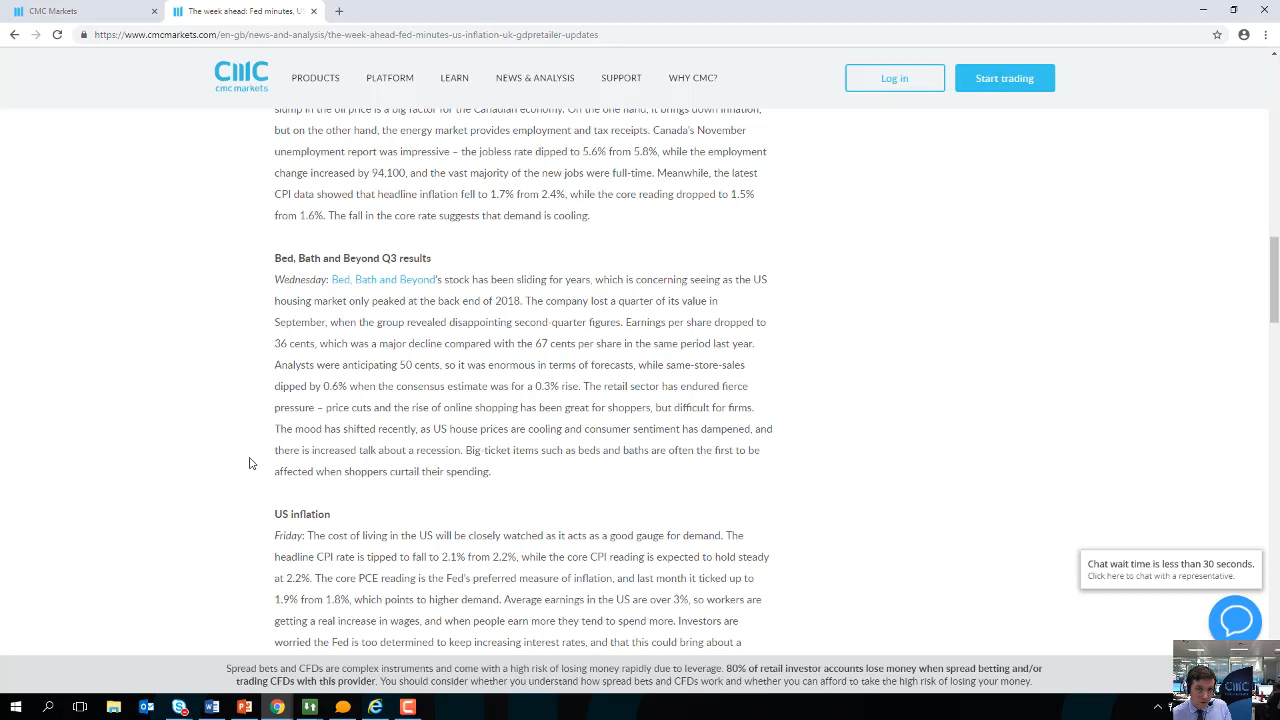 CMC Markets
The week ahead: Fed minutes, U
https://www.cmcmarkets.com/en-gb/news-and-analysis/the-week-ahead-fed-minutes-us-inflation-uk-gdpretailer-updates
CMC
cmc markets
PRODUCTS PLATFORM LEARN NEWS & ANALYSIS SUPPORT WHY CMC?
Log in
Start trading
slump in the oil price is a big factor for the Canadian economy. On the one hand, it brings down inflation,
but on the other hand, the energy market provides employment and tax receipts. Canada's November
unemployment report was impressive – the jobless rate dipped to 5.6% from 5.8%, while the employment
change increased by 94,100, and the vast majority of the new jobs were full-time. Meanwhile, the latest
CPI data showed that headline inflation fell to 1.7% from 2.4%, while the core reading dropped to 1.5%
from 1.6%. The fall in the core rate suggests that demand is cooling.
Bed, Bath and Beyond Q3 results
Wednesday: Bed, Bath and Beyond's stock has been sliding for years, which is concerning seeing as the US
housing market only peaked at the back end of 2018. The company lost a quarter of its value in
September, when the group revealed disappointing second-quarter figures. Earnings per share dropped to
36 cents, which was a major decline compared with the 67 cents per share in the same period last year.
Analysts were anticipating 50 cents, so it was enormous in terms of forecasts, while same-store-sales
dipped by 0.6% when the consensus estimate was for a 0.3% rise. The retail sector has endured fierce
pressure – price cuts and the rise of online shopping has been great for shoppers, but difficult for firms.
The mood has shifted recently, as US house prices are cooling and consumer sentiment has dampened, and
there is increased talk about a recession. Big-ticket items such as beds and baths are often the first to be
affected when shoppers curtail their spending.
US inflation
Friday: The cost of living in the US will be closely watched as it acts as a good gauge for demand. The
headline CPI rate is tipped to fall to 2.1% from 2.2%, while the core CPI reading is expected to hold steady
at 2.2%. The core PCE reading is the Fed's preferred measure of inflation, and last month it ticked up to
1.9% from 1.8%, which points to higher demand. Average earnings in the US are over 3%, so workers are
getting a real increase in wages, and when people earn more they tend to spend more. Investors are
worried the Fed is too determined to keep increasing interest rates, and that this could bring about a
Chat wait time is less than 30 seconds.
Click here to chat with a representative.
Spread bets and CFDs are complex instruments and come with a high risk of losing money rapidly due to leverage. 80% of retail investor accounts lose money when spread betting and/or
trading CFDs with this provider. You should consider whether you understand how spread bets and CFDs work and whether you can afford to take the high risk of losing your money.